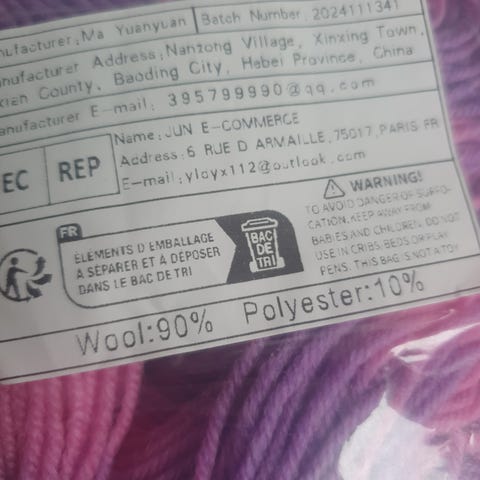 nufacturer:Ma Yuanyuan Batch Number 2024111341
nufacturer Address:Nanzong Village, Xinxing Town,
xian County, Baoding City, Hebei Province, China
anufacturer E-mail: 395799990@qq.com
EC REP
Name:JUN E-COMMERCE
Address:6 RUE D ARMAILLE,75017,PARIS FR
E-mail:yloyx112@outlook.com
FR
ÉLÉMENTS D EMBALLAGE
À SÉPARER ET À DÉPOSER
DANS LE BAC DE TRI
BAC
DE
TRI
WARNING!
TO AVOID DANGER OF SUFFO-
CATION,KEEP AWAY FROM
BABIES AND CHILDREN. DO NOT
USE IN CRIBS, BEDS OR PLAY
PENS. THIS BAG IS NOT A TOY
Wool:90% Polyester:10%